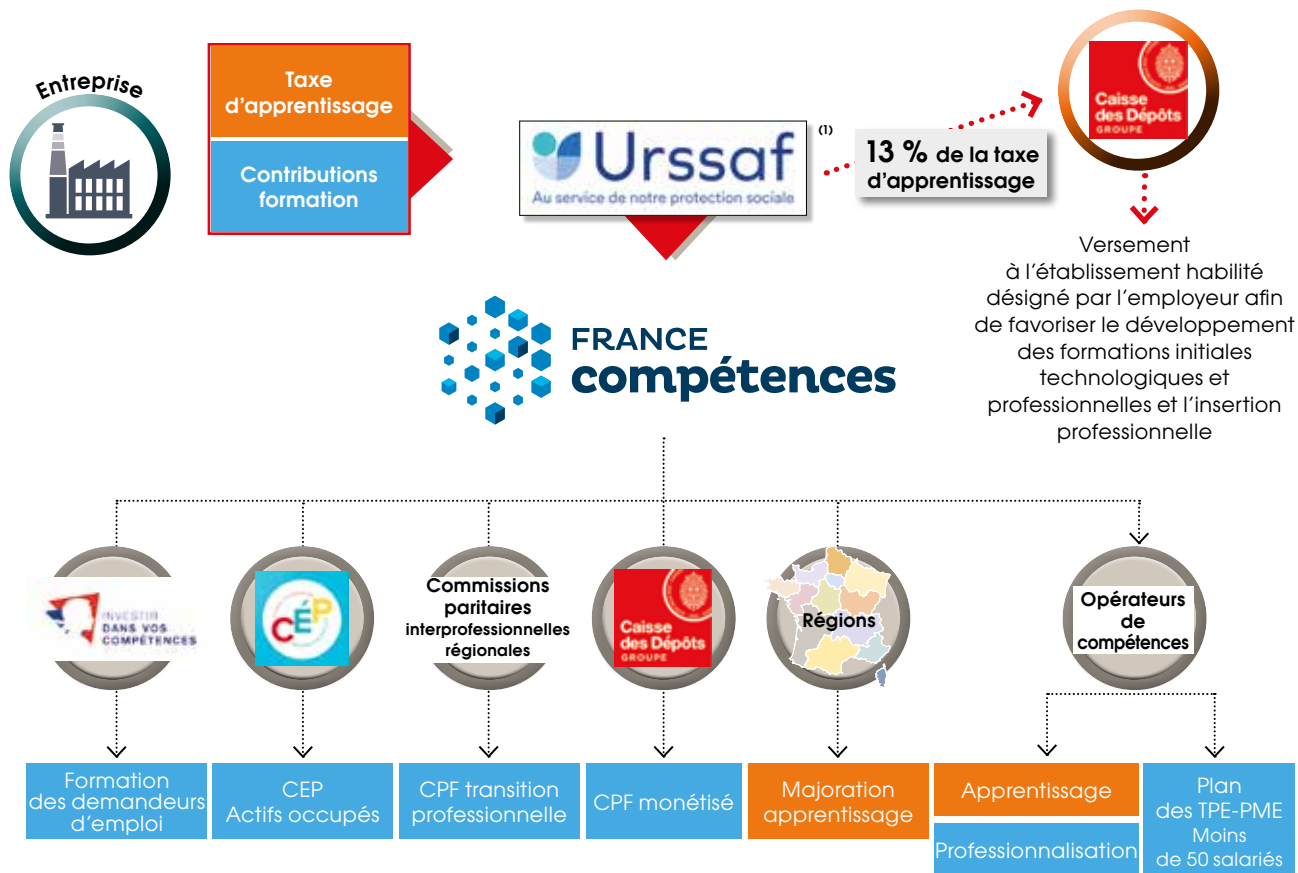 Entreprise
Taxe
d'apprentissage
Contributions
formation
Urssaf
Au service de notre protection sociale
(1)
13 % de la taxe
d'apprentissage
Caisse
des Dépôts
GROUPE
Versement
à l'établissement habilité
désigné par l'employeur afin
de favoriser le développement
des formations initiales
technologiques et
professionnelles et l'insertion
professionnelle
FRANCE
compétences
INVESTIR
DANS VOS
COMPÉTENCES
CÉP
Commissions
paritaires
interprofessionnelles
régionales
Caisse
des Dépôts
GROUPE
Régions
Opérateurs
de
compétences
Formation
des demandeurs
d'emploi
CEP
Actifs occupés
CPF transition
professionnelle
CPF monétisé
Majoration
apprentissage
Apprentissage
Professionnalisation
Plan
des TPE-PME
Moins
de 50 salariés